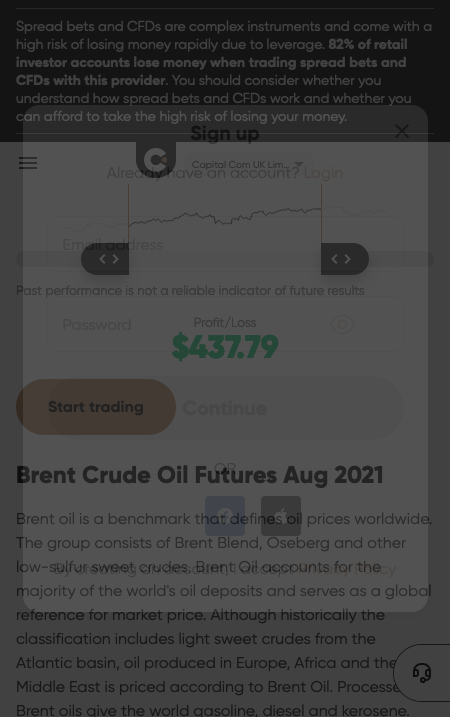 Spread bets and CFDs are complex instruments and come with a
high risk of losing money rapidly due to leverage. 82% of retail
investor accounts lose money when trading spread bets and
CFDs with this provider. You should consider whether you
understand how spread bets and CFDs work and whether you
can afford to take the high risk of losing your money.
Sign up
Capital Com UK Lim...
Already have an account? Login
Email address
Past performance is not a reliable indicator of future results
Password
Profit/Loss
$437.79
Start trading
Continue
OR
Brent Crude Oil Futures Aug 2021
Brent oil is a benchmark that defines oil prices worldwide.
The group consists of Brent Blend, Oseberg and other
low-sulfur sweet crudes. Brent Oil accounts for the
By creating an account, I accept Privacy Policy
majority of the world's oil deposits and serves as a global
reference for market price. Although historically the
classification includes light sweet crudes from the
Atlantic basin, oil produced in Europe, Africa and the
Middle East is priced according to Brent Oil. Processed
Brent oils give the world gasoline, diesel and kerosene.